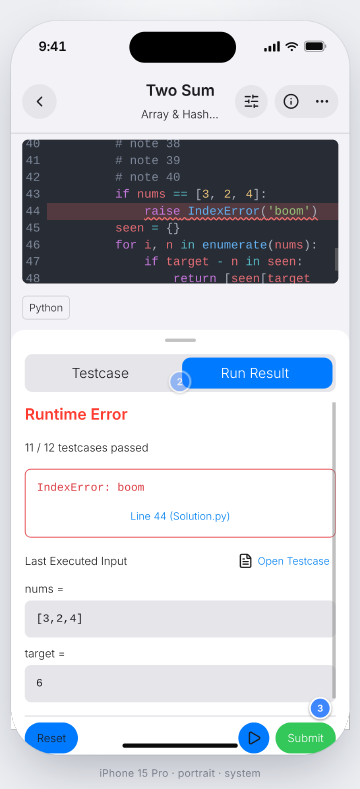 9:41
Two Sum
Array & Hash...
40 # note 38
41 # note 39
42 # note 40
43 if nums == [3, 2, 4]:
44 raise IndexError('boom')
45 seen = {}
46 for i, n in enumerate(nums):
47 if target - n in seen:
48 return [seen[target
Python
Testcase
2
Run Result
Runtime Error
11 / 12 testcases passed
IndexError: boom
Line 44 (Solution.py)
Last Executed Input
Open Testcase
nums =
[3,2,4]
target =
6
3
Reset
Submit
iPhone 15 Pro · portrait · system